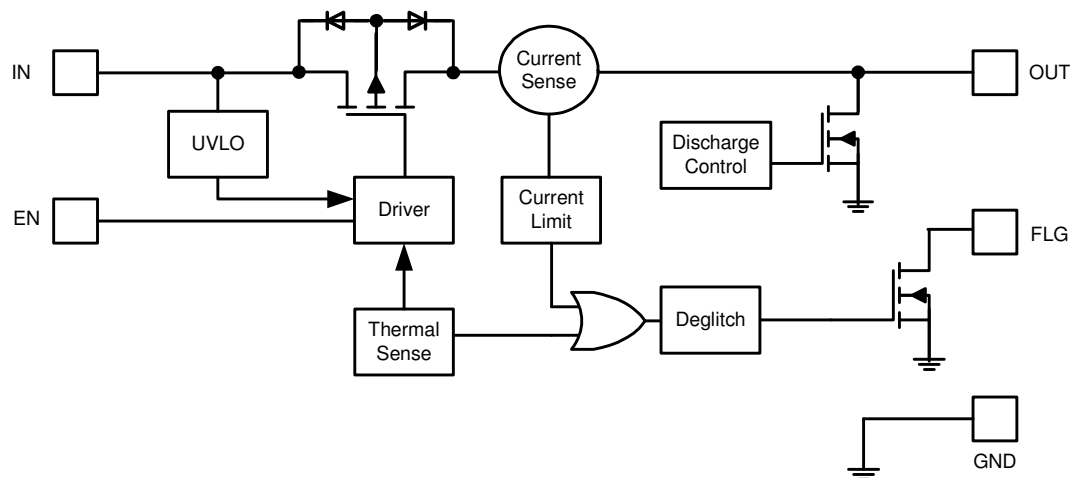 IN
Current
Sense
OUT
UVLO
Discharge
Control
EN
Driver
Current
Limit
FLG
Thermal
Sense
Deglitch
GND